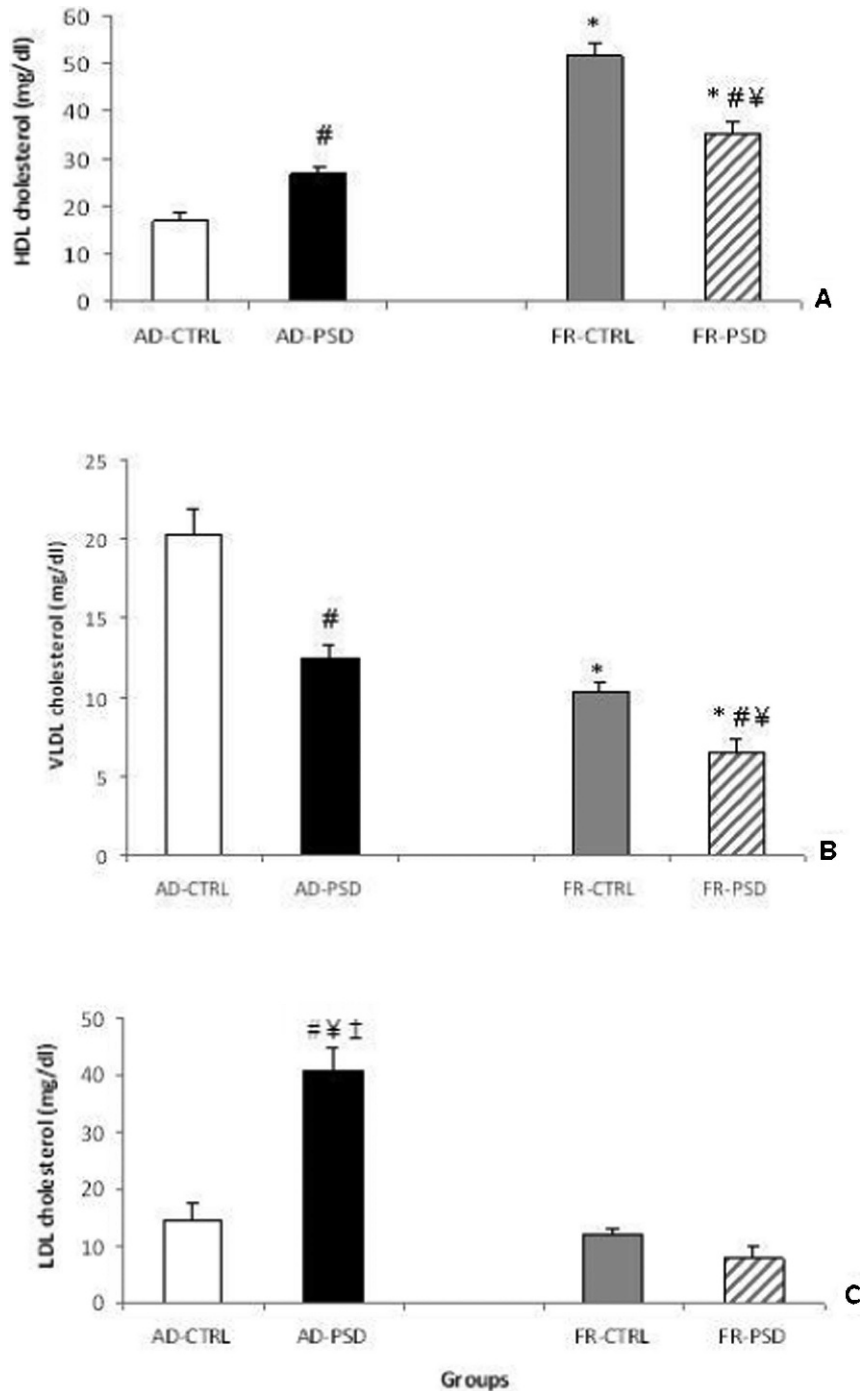 HDL cholesterol (mg/dl)
60
50
40
30
20
10
0
*
#
* # ¥
AD-CTRL AD-PSD FR-CTRL FR-PSD
A
VLDL cholesterol (mg/dl)
25
20
15
10
5
0
#
*
* # ¥
AD-CTRL AD-PSD FR-CTRL FR-PSD
B
LDL cholesterol (mg/dl)
50
40
30
20
10
0
# ¥ ‡
AD-CTRL AD-PSD FR-CTRL FR-PSD
C
Groups